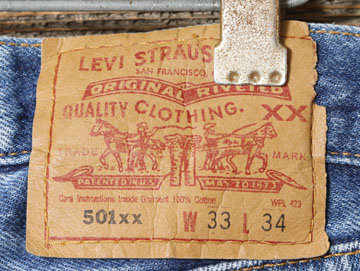 LEVI STRAUSS
SAN FRANCISCO,
ORIGINAL RIVETED
QUALITY CLOTHING. XX
TRADE MARK
PATENTED IN U.S. MAY 20 1873
Care Instructions Inside Garment 100% Cotton WPL 423
501xx W 33 L 34